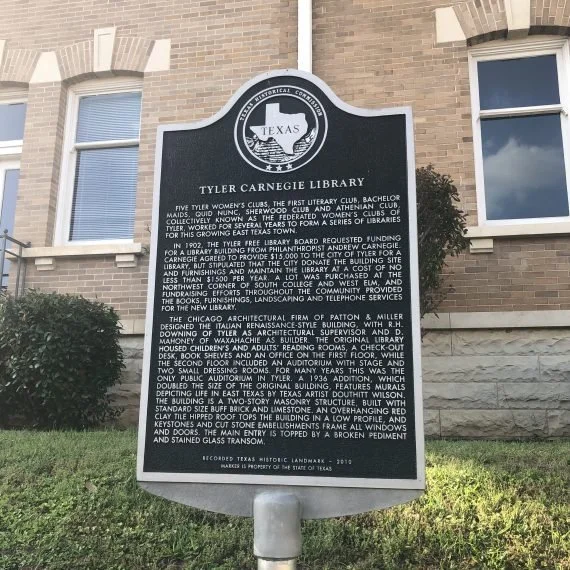 TEXAS HISTORICAL COMMISSION
TEXAS
TYLER CARNEGIE LIBRARY
FIVE TYLER WOMEN'S CLUBS, THE FIRST LITERARY CLUB, BACHELOR
MAIDS, QUID NUNC, SHERWOOD CLUB AND ATHENIAN CLUB,
COLLECTIVELY KNOWN AS THE FEDERATED WOMEN'S CLUBS OF
TYLER, WORKED FOR SEVERAL YEARS TO FORM A SERIES OF LIBRARIES
FOR THIS GROWING EAST TEXAS TOWN.
IN 1902, THE TYLER FREE LIBRARY BOARD REQUESTED FUNDING
FOR A LIBRARY BUILDING FROM PHILANTHROPIST ANDREW CARNEGIE.
CARNEGIE AGREED TO PROVIDE $15,000 TO THE CITY OF TYLER FOR A
LIBRARY, BUT STIPULATED THAT THE CITY DONATE THE BUILDING SITE
AND FURNISHINGS AND MAINTAIN THE LIBRARY AT A COST OF NO
LESS THAN $1500 PER YEAR. A LOT WAS PURCHASED AT THE
NORTHWEST CORNER OF SOUTH COLLEGE AND WEST ELM, AND
FUNDRAISING EFFORTS THROUGHOUT THE COMMUNITY PROVIDED
THE BOOKS, FURNISHINGS, LANDSCAPING AND TELEPHONE SERVICES
FOR THE NEW LIBRARY.
THE CHICAGO ARCHITECTURAL FIRM OF PATTON & MILLER
DESIGNED THE ITALIAN RENAISSANCE-STYLE BUILDING, WITH R.H.
DOWNING OF TYLER AS ARCHITECTURAL SUPERVISOR AND D.
MAHONEY OF WAXAHACHIE AS BUILDER. THE ORIGINAL LIBRARY
HOUSED CHILDREN'S AND ADULTS' READING ROOMS, A CHECK-OUT
DESK, BOOK SHELVES AND AN OFFICE ON THE FIRST FLOOR, WHILE
THE SECOND FLOOR INCLUDED AN AUDITORIUM WITH STAGE AND
TWO SMALL DRESSING ROOMS. FOR MANY YEARS THIS WAS THE
ONLY PUBLIC AUDITORIUM IN TYLER. A 1936 ADDITION, WHICH
DOUBLED THE SIZE OF THE ORIGINAL BUILDING, FEATURES MURALS
DEPICTING LIFE IN EAST TEXAS BY TEXAS ARTIST DOUTHITT WILSON.
THE BUILDING IS A TWO-STORY MASONRY STRUCTURE, BUILT WITH
STANDARD SIZE BUFF BRICK AND LIMESTONE. AN OVERHANGING RED
CLAY TILE HIPPED ROOF TOPS THE BUILDING IN A LOW PROFILE, AND
KEYSTONES AND CUT STONE EMBELLISHMENTS FRAME ALL WINDOWS
AND DOORS. THE MAIN ENTRY IS TOPPED BY A BROKEN PEDIMENT
AND STAINED GLASS TRANSOM.
RECORDED TEXAS HISTORIC LANDMARK – 2010
MARKER IS PROPERTY OF THE STATE OF TEXAS